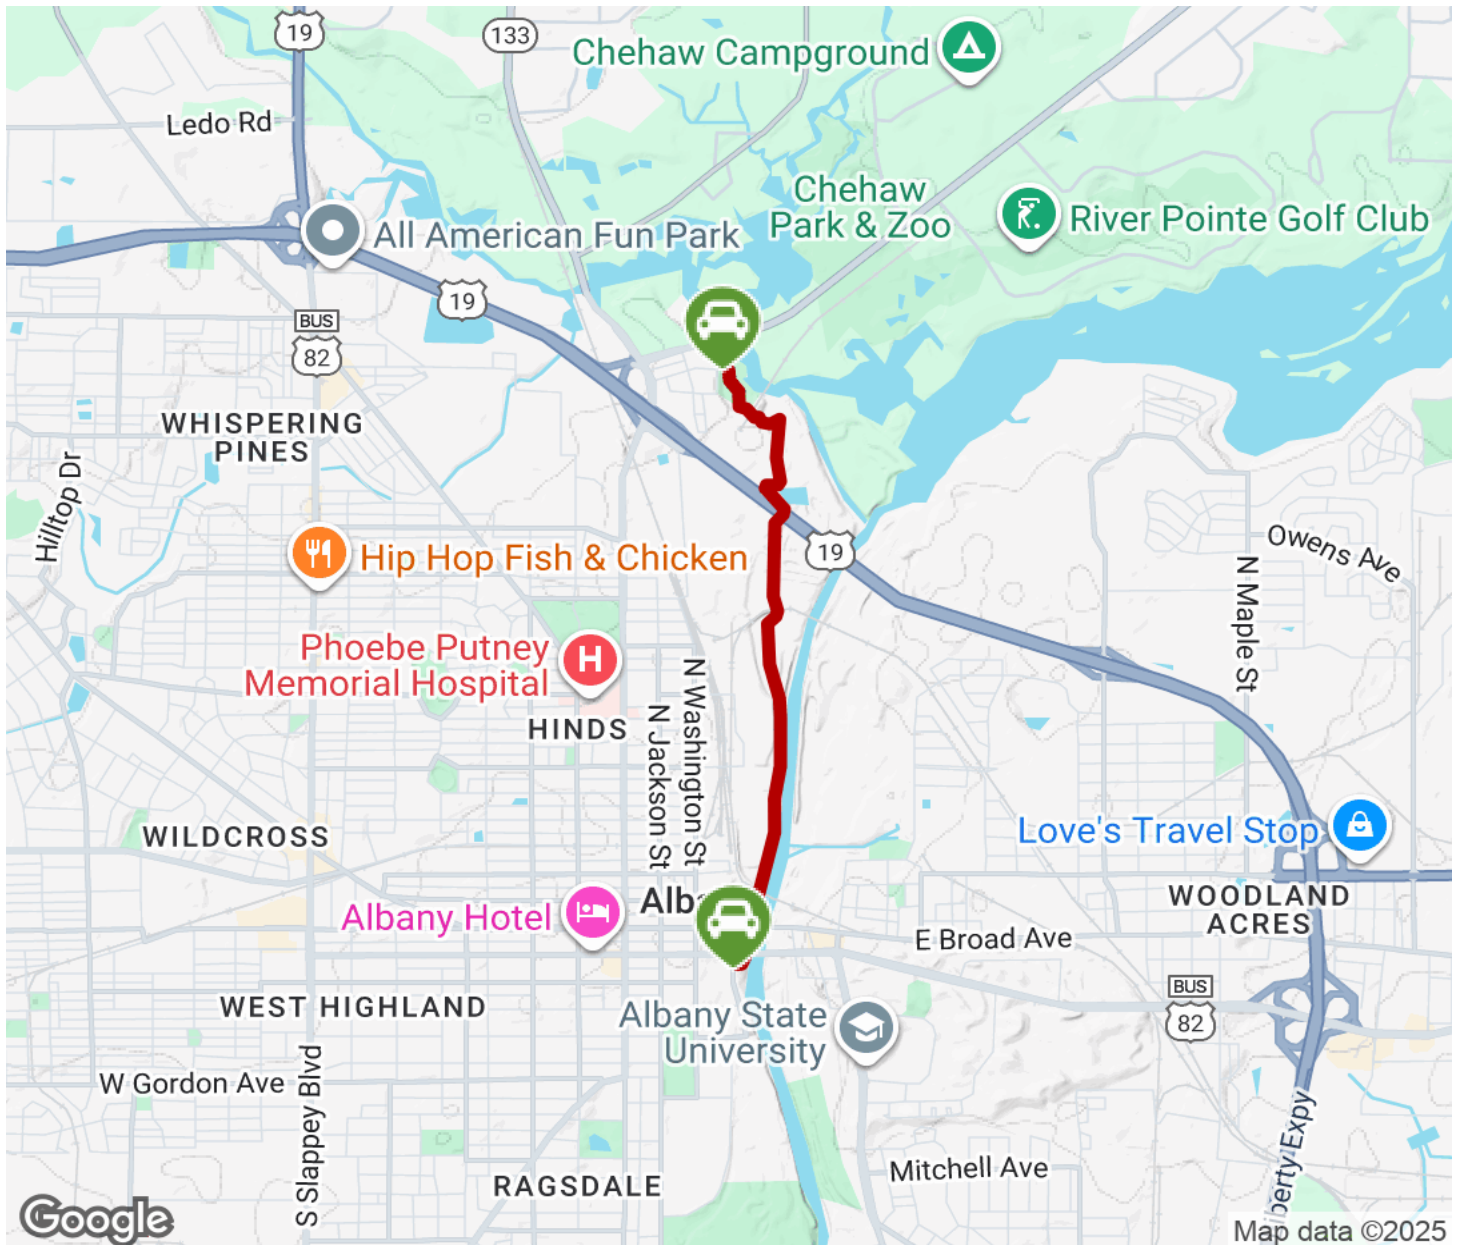 19
133
Chehaw Campground
Ledo Rd
Chehaw
Park & Zoo
River Pointe Golf Club
All American Fun Park
19
BUS
82
WHISPERING
PINES
Hilltop Dr
19
Owens Ave
Hip Hop Fish & Chicken
N Maple St
Phoebe Putney
Memorial Hospital
H
N Washington St
N Jackson St
HINDS
WILDCROSS
Love's Travel Stop
WOODLAND
ACRES
Alb
Albany Hotel
E Broad Ave
WEST HIGHLAND
BUS
82
Albany State
University
W Gordon Ave
S Slappey Blvd
Mitchell Ave
RAGSDALE
iberty Expy
Google
Map data ©2025